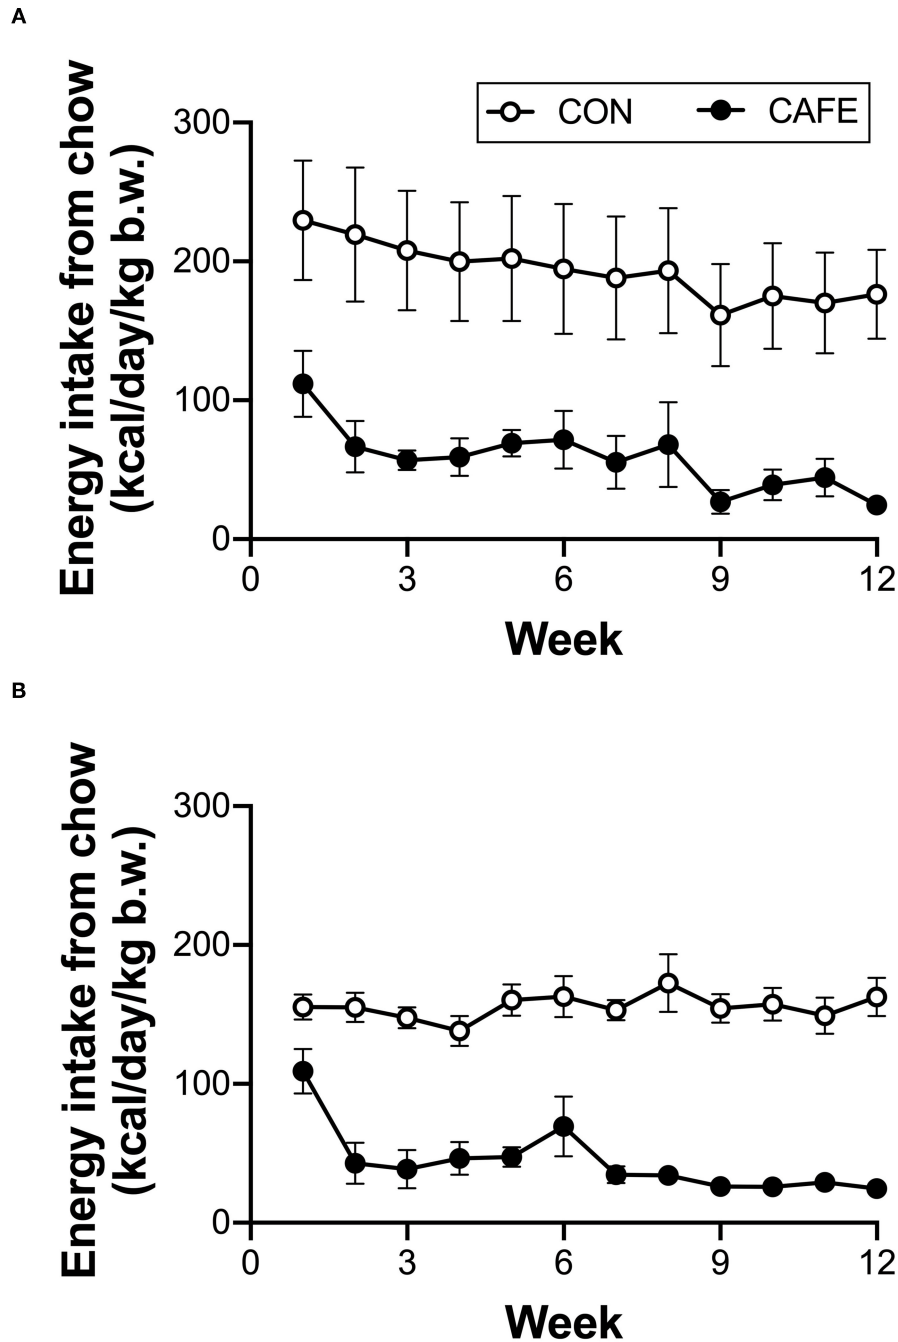 A
Energy intake from chow
(kcal/day/kg b.w.)
CON CAFE
300
200
100
0
0 3 6 9 12
Week
B
Energy intake from chow
(kcal/day/kg b.w.)
300
200
100
0
0 3 6 9 12
Week